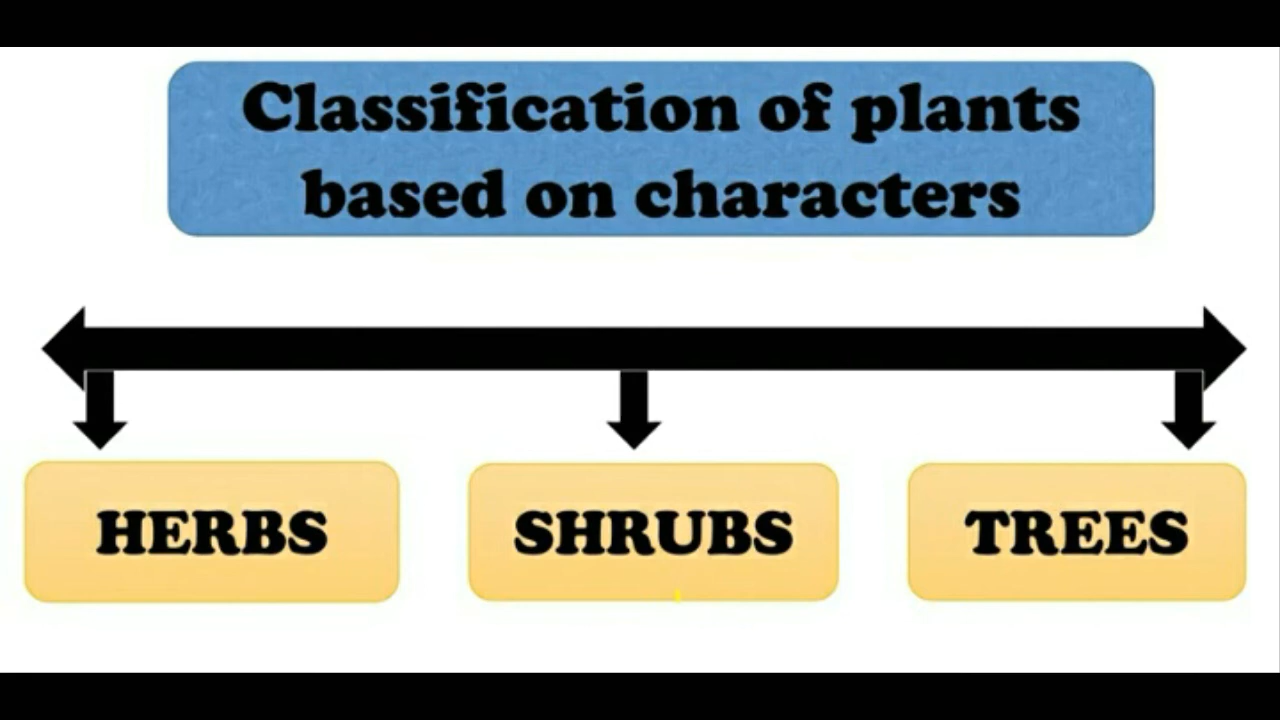 Classification of plants
based on characters
HERBS
SHRUBS
TREES